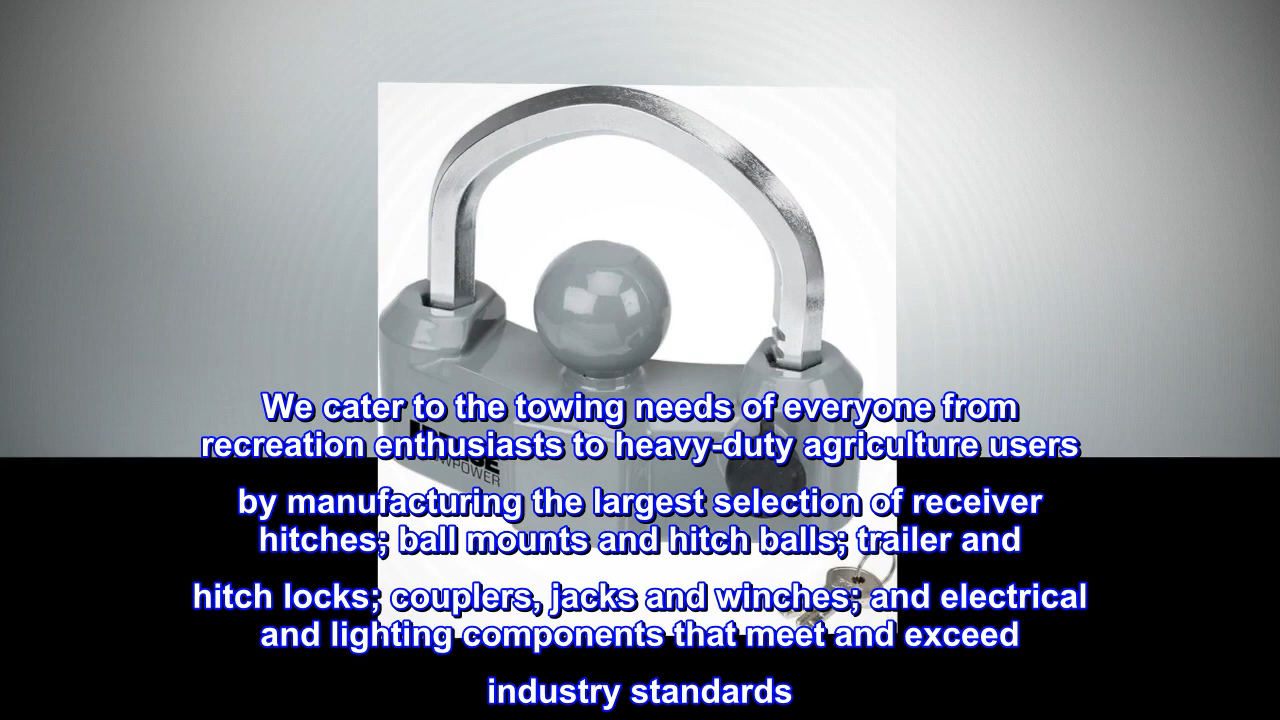 We cater to the towing needs of everyone from
recreation enthusiasts to heavy-duty agriculture users
by manufacturing the largest selection of receiver
hitches; ball mounts and hitch balls; trailer and
hitch locks; couplers, jacks and winches; and electrical
and lighting components that meet and exceed
industry standards